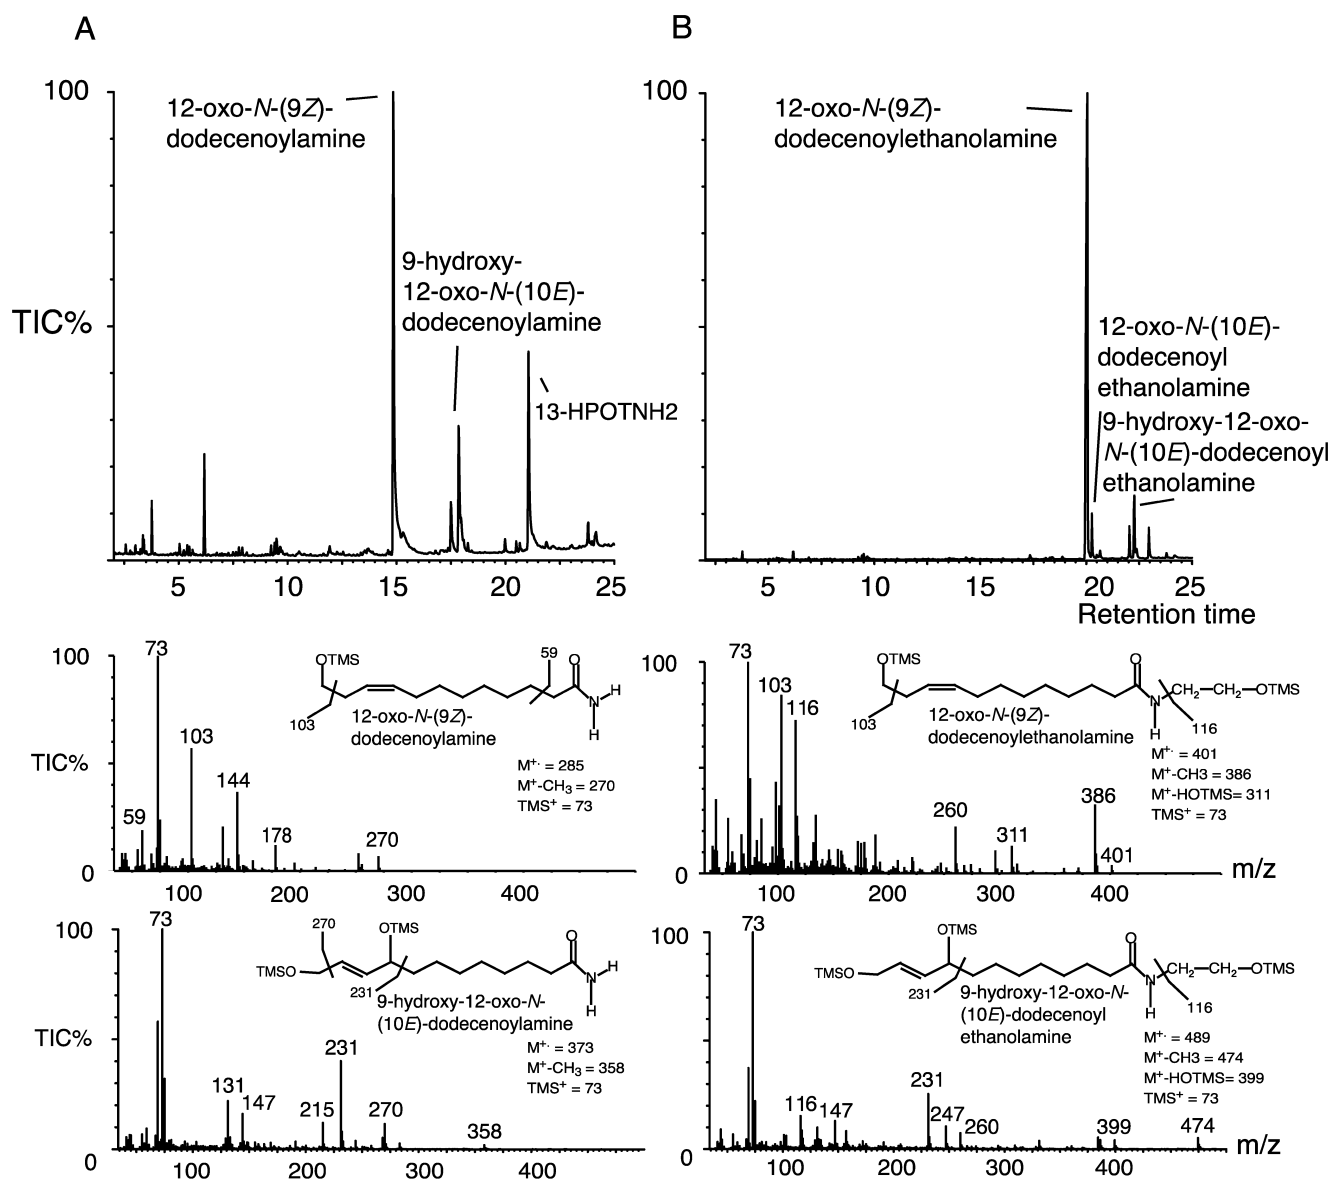 A
B
100
12-oxo-N-(9Z)-
dodecenoylamine
9-hydroxy-
12-oxo-N-(10E)-
dodecenoylamine
TIC%
13-HPOTNH2
5
10
15
20
25
100
12-oxo-N-(9Z)-
dodecenoylethanolamine
12-oxo-N-(10E)-
dodecenoyl
ethanolamine
9-hydroxy-12-oxo-
N-(10E)-dodecenoyl
ethanolamine
5
10
15
20
25
Retention time
100
TIC%
0
73
59
103
144
178
270
OTMS
103
59
O
N
H
H
12-oxo-N-(9Z)-
dodecenoylamine
M+· = 285
M+-CH3 = 270
TMS+ = 73
100
200
300
400
100
0
73
103
116
260
311
386
401
OTMS
103
O
N
H
CH2
CH2
OTMS
116
12-oxo-N-(9Z)-
dodecenoylethanolamine
M+· = 401
M+-CH3 = 386
M+-HOTMS= 311
TMS+ = 73
100
200
300
400
m/z
100
TIC%
0
73
131
147
215
231
270
358
270
OTMS
TMSO
231
O
N
H
H
9-hydroxy-12-oxo-N-
(10E)-dodecenoylamine
M+· = 373
M+-CH3 = 358
TMS+ = 73
100
200
300
400
100
0
73
116
147
231
247
260
399
474
OTMS
TMSO
231
O
N
H
CH2
CH2
OTMS
116
9-hydroxy-12-oxo-N-
(10E)-dodecenoyl
ethanolamine
M+· = 489
M+-CH3 = 474
M+-HOTMS= 399
TMS+ = 73
100
200
300
400
m/z